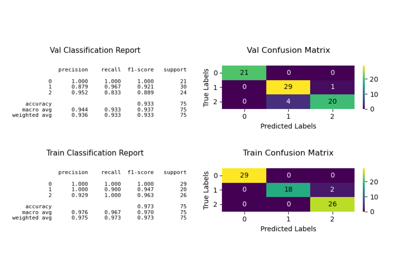 Val Classification Report
precision recall f1-score support
0 1.000 1.000 1.000 21
1 0.879 0.967 0.921 30
2 0.952 0.833 0.889 24
accuracy 0.933 75
macro avg 0.944 0.933 0.937 75
weighted avg 0.936 0.933 0.933 75
Val Confusion Matrix
True Labels
0 21 0 0
1 0 29 1
2 0 4 20
0 1 2
Predicted Labels
20
10
0
Train Classification Report
precision recall f1-score support
0 1.000 1.000 1.000 29
1 1.000 0.900 0.947 20
2 0.929 1.000 0.963 26
accuracy 0.973 75
macro avg 0.976 0.967 0.970 75
weighted avg 0.975 0.973 0.973 75
Train Confusion Matrix
True Labels
0 29 0 0
1 0 18 2
2 0 0 26
0 1 2
Predicted Labels
20
10
0